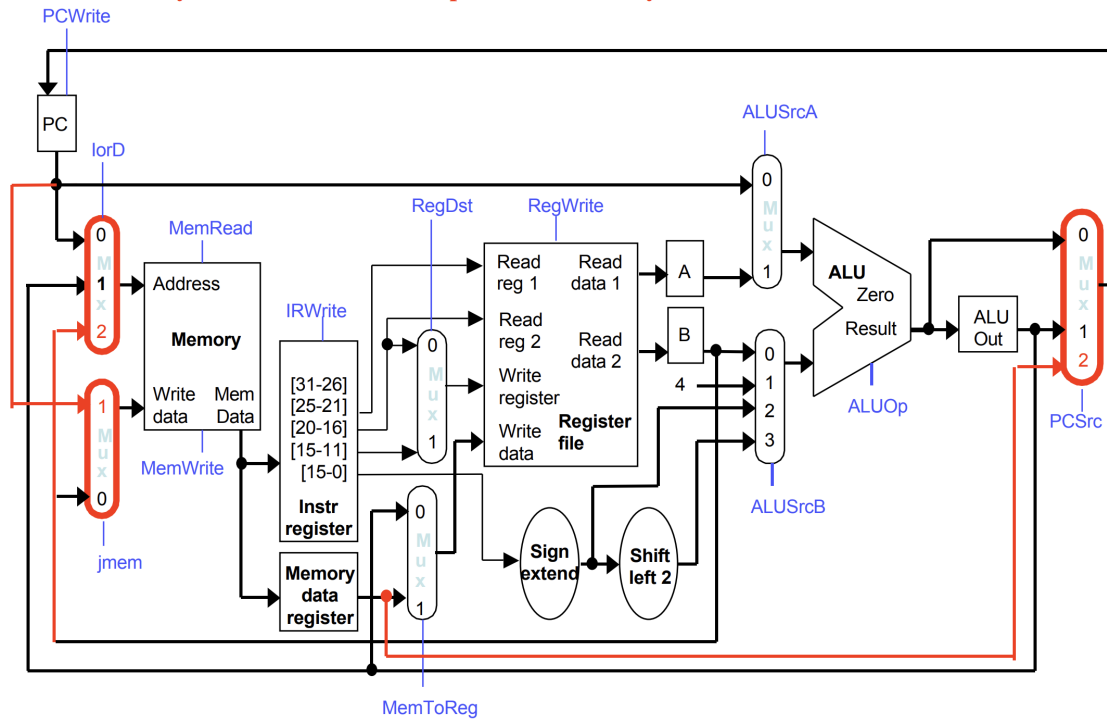 PCWrite
PC
IorD
0
M
1
x
2
MemRead
Address
Memory
Write
data
Mem
Data
MemWrite
1
M
u
x
0
jmem
IRWrite
[31-26]
[25-21]
[20-16]
[15-11]
[15-0]
Instr
register
Memory
data
register
RegDst
0
M
u
x
1
0
M
u
x
1
MemToReg
RegWrite
Read
reg 1
Read
data 1
Read
reg 2
Read
data 2
Write
register
Write
data
Register
file
Sign
extend
Shift
left 2
A
B
4
ALUSrcA
0
M
u
x
1
0
1
2
3
ALUSrcB
ALU
Zero
Result
ALUOp
ALU
Out
0
M
u
x
1
2
PCSrc